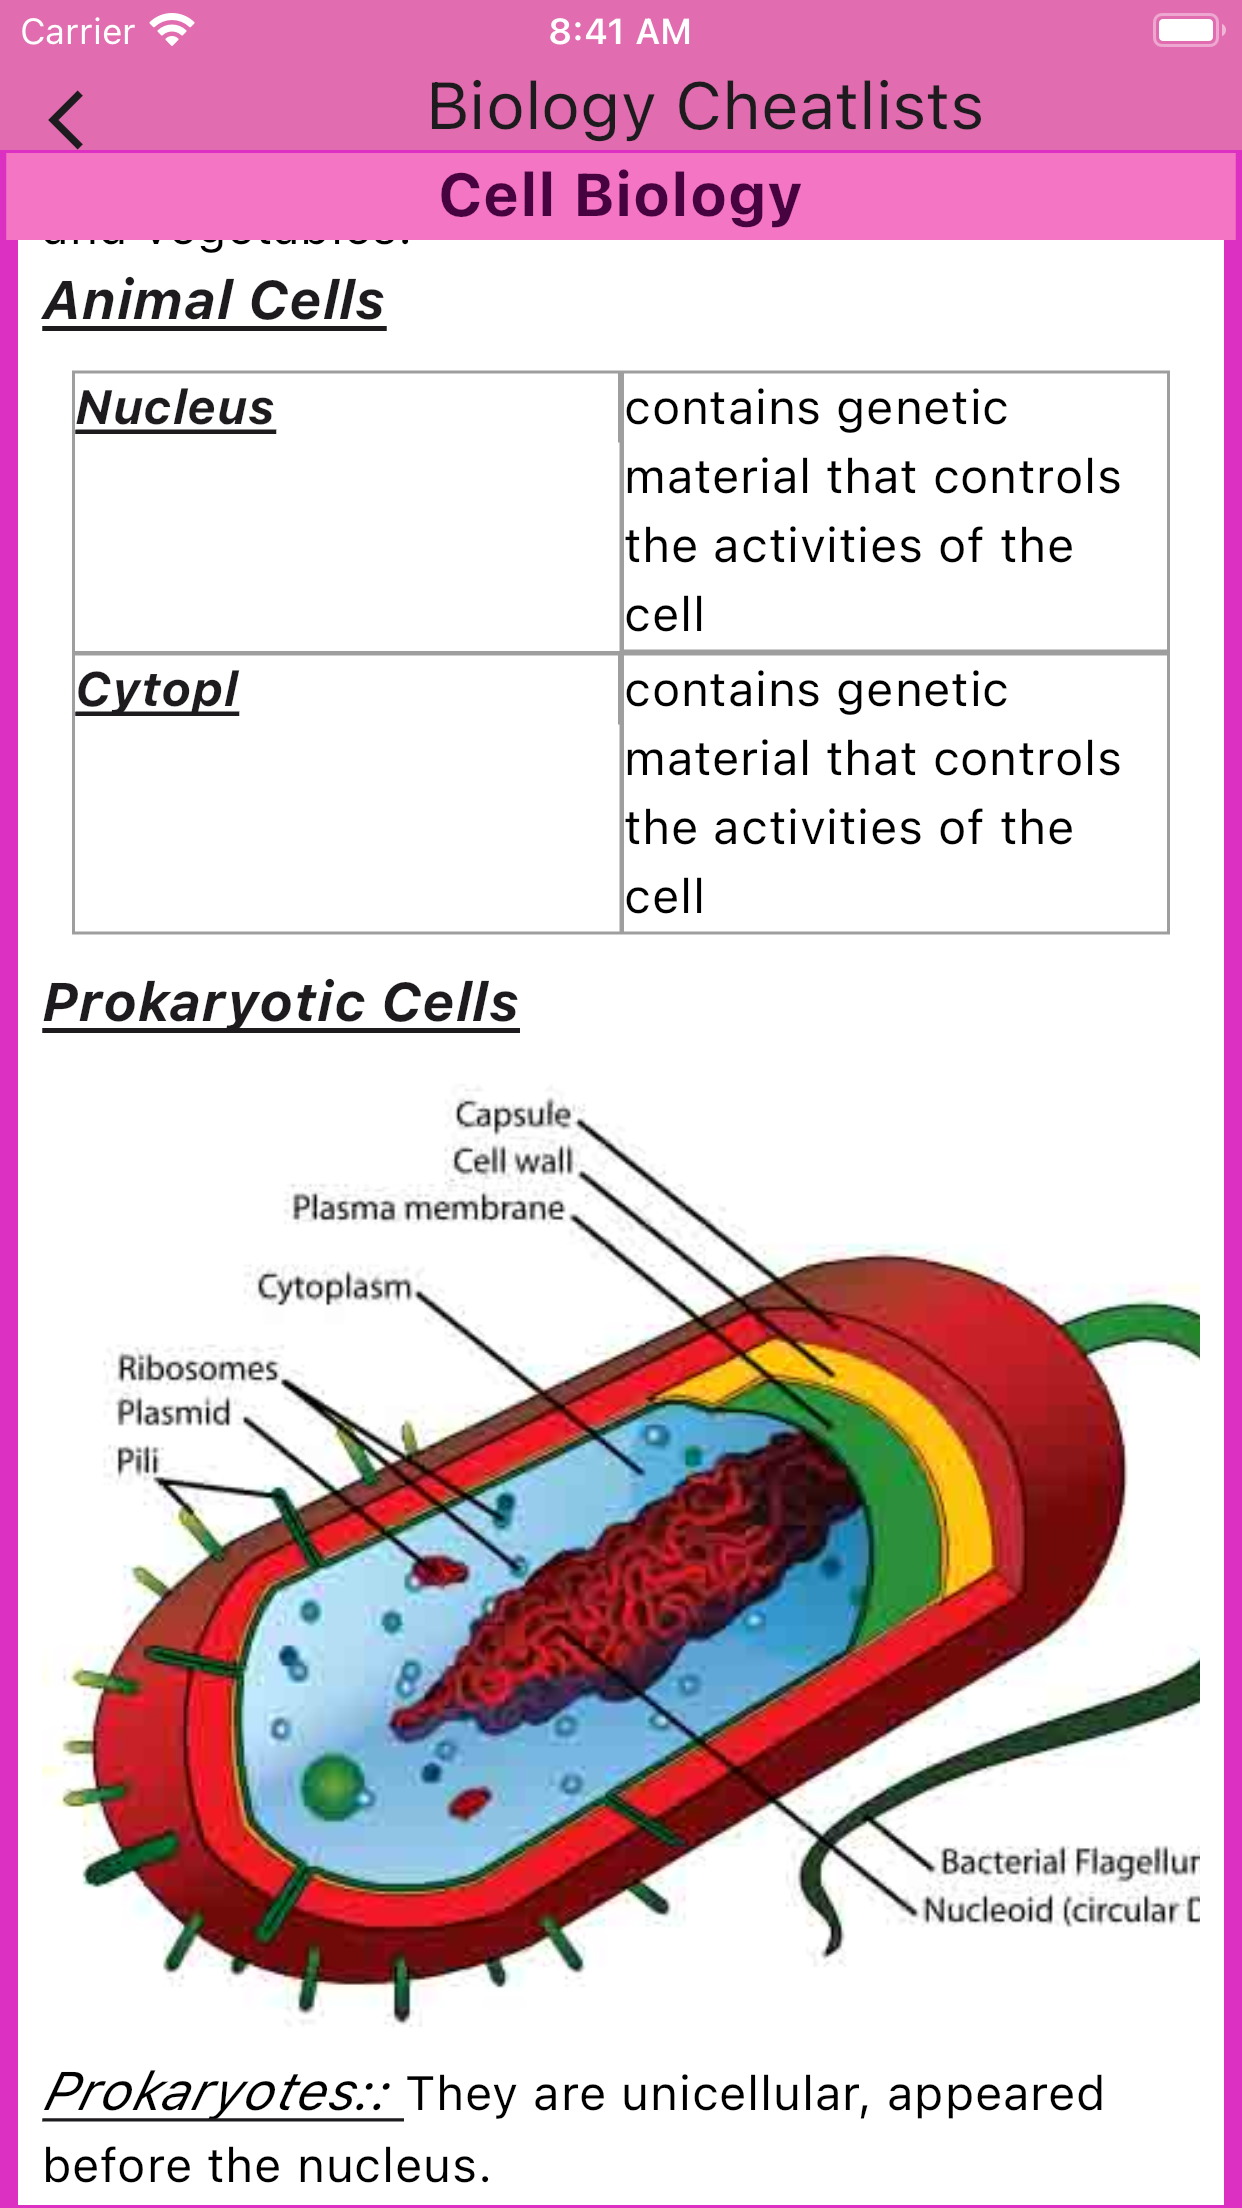 Carrier
8:41 AM
Biology Cheatlists
Cell Biology
and vegetables.
Animal Cells
Nucleus
contains genetic
material that controls
the activities of the
cell
Cytopl
contains genetic
material that controls
the activities of the
cell
Prokaryotic Cells
Capsule
Cell wall
Plasma membrane
Cytoplasm
Ribosomes
Plasmid
Pili
Bacterial Flagellur
Nucleoid (circular D
Prokaryotes:: They are unicellular, appeared
before the nucleus.